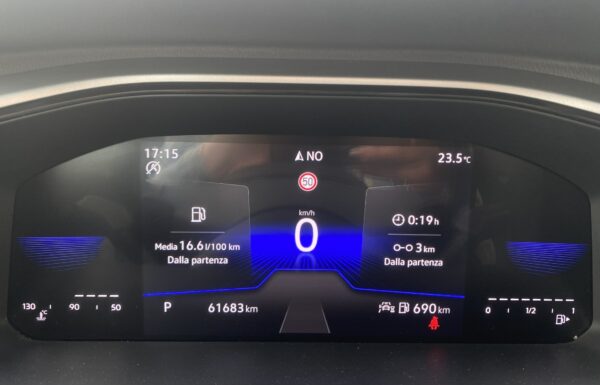 17:15
NO
23.5°C
50
km/h
0
Media 16.6 l/100 km
Dalla partenza
0:19 h
3 km
Dalla partenza
130 90 50
°C
P
61683 km
690 km
0 1/2 1